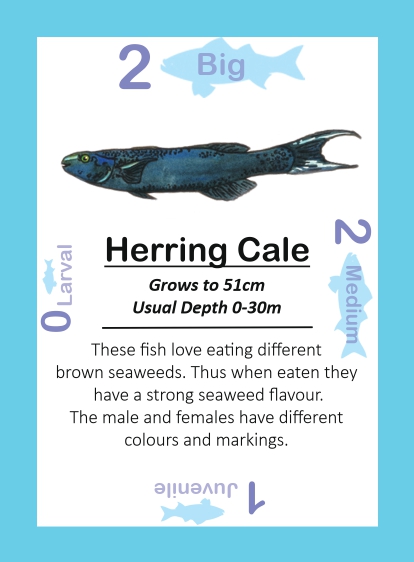 2 Big
Herring Cale
Grows to 51cm
Usual Depth 0-30m
2 Medium
0 Larval
These fish love eating different
brown seaweeds. Thus when eaten they
have a strong seaweed flavour.
The male and females have different
colours and markings.
1 Juvenile